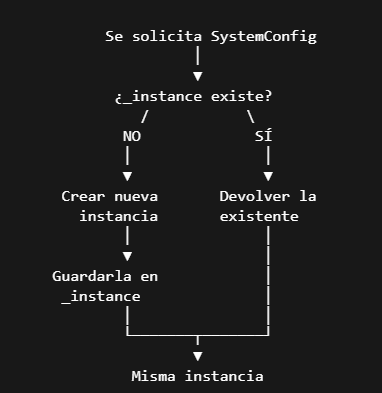 Se solicita SystemConfig
¿_instance existe?
NO
SÍ
Crear nueva
instancia
Devolver la
existente
Guardarla en
_instance
Misma instancia